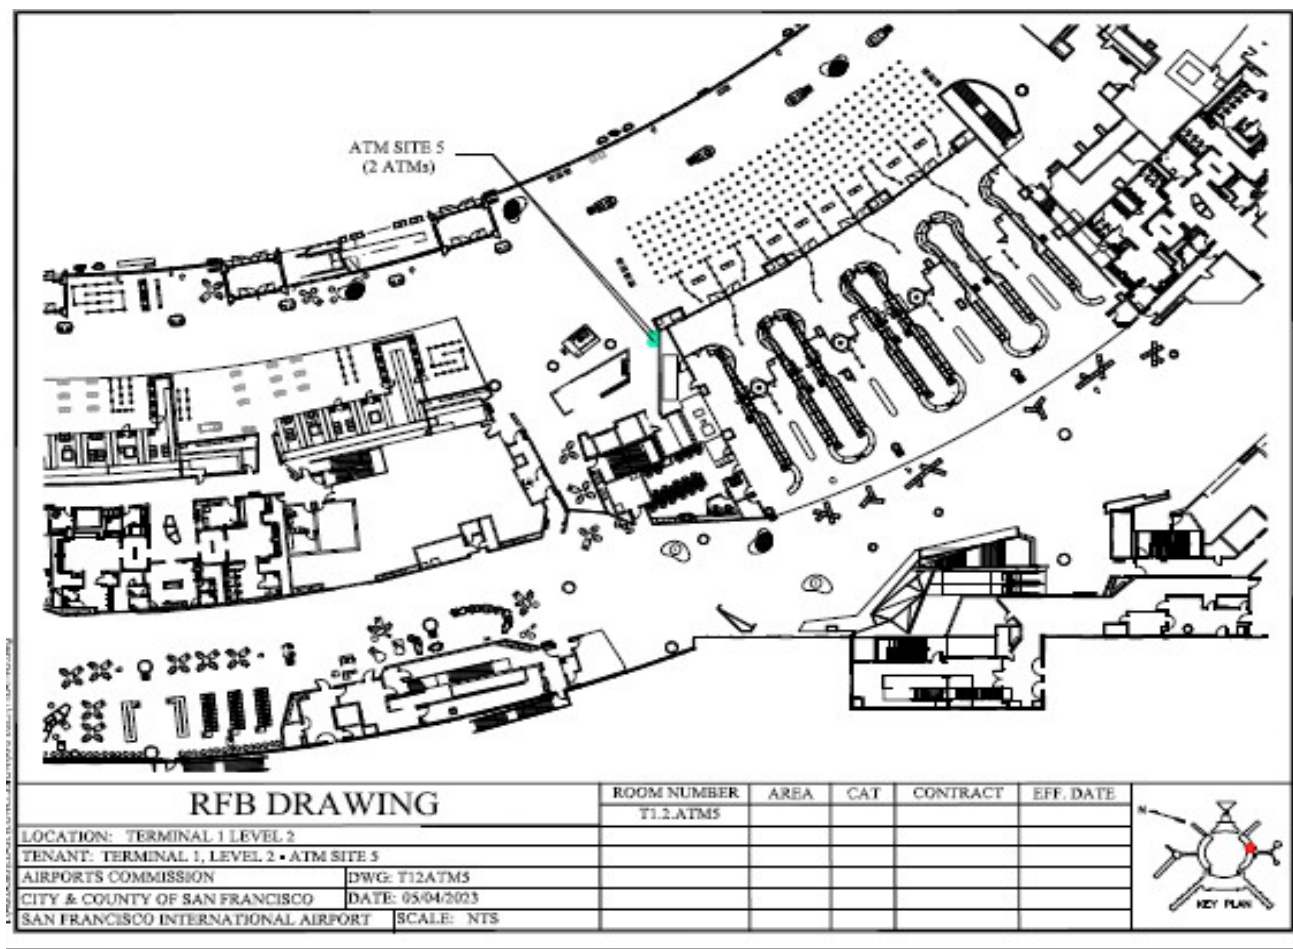 ATM SITE 5
(2 ATMs)
RFB DRAWING
LOCATION: TERMINAL 1 LEVEL 2
TENANT: TERMINAL 1, LEVEL 2 • ATM SITE 5
AIRPORTS COMMISSION DWG: T12ATM5
CITY & COUNTY OF SAN FRANCISCO DATE: 05/04/2023
SAN FRANCISCO INTERNATIONAL AIRPORT SCALE: NTS
ROOM NUMBER AREA CAT CONTRACT EFF. DATE
T1.2.ATM5
N
KEY PLAN